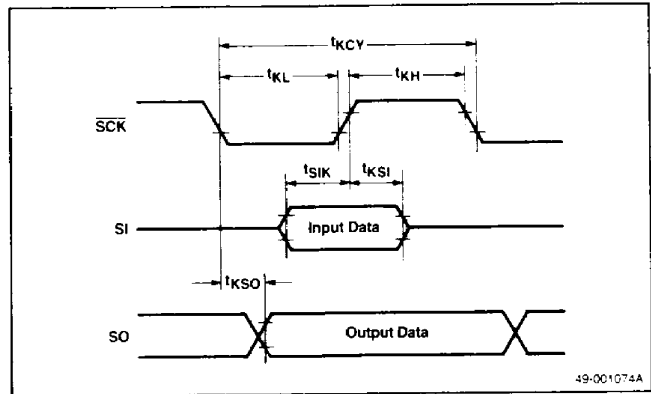 tKCY
tKL
tKH
SCK
tSIK
tKSI
SI
Input Data
tKSO
SO
Output Data
49-001074A